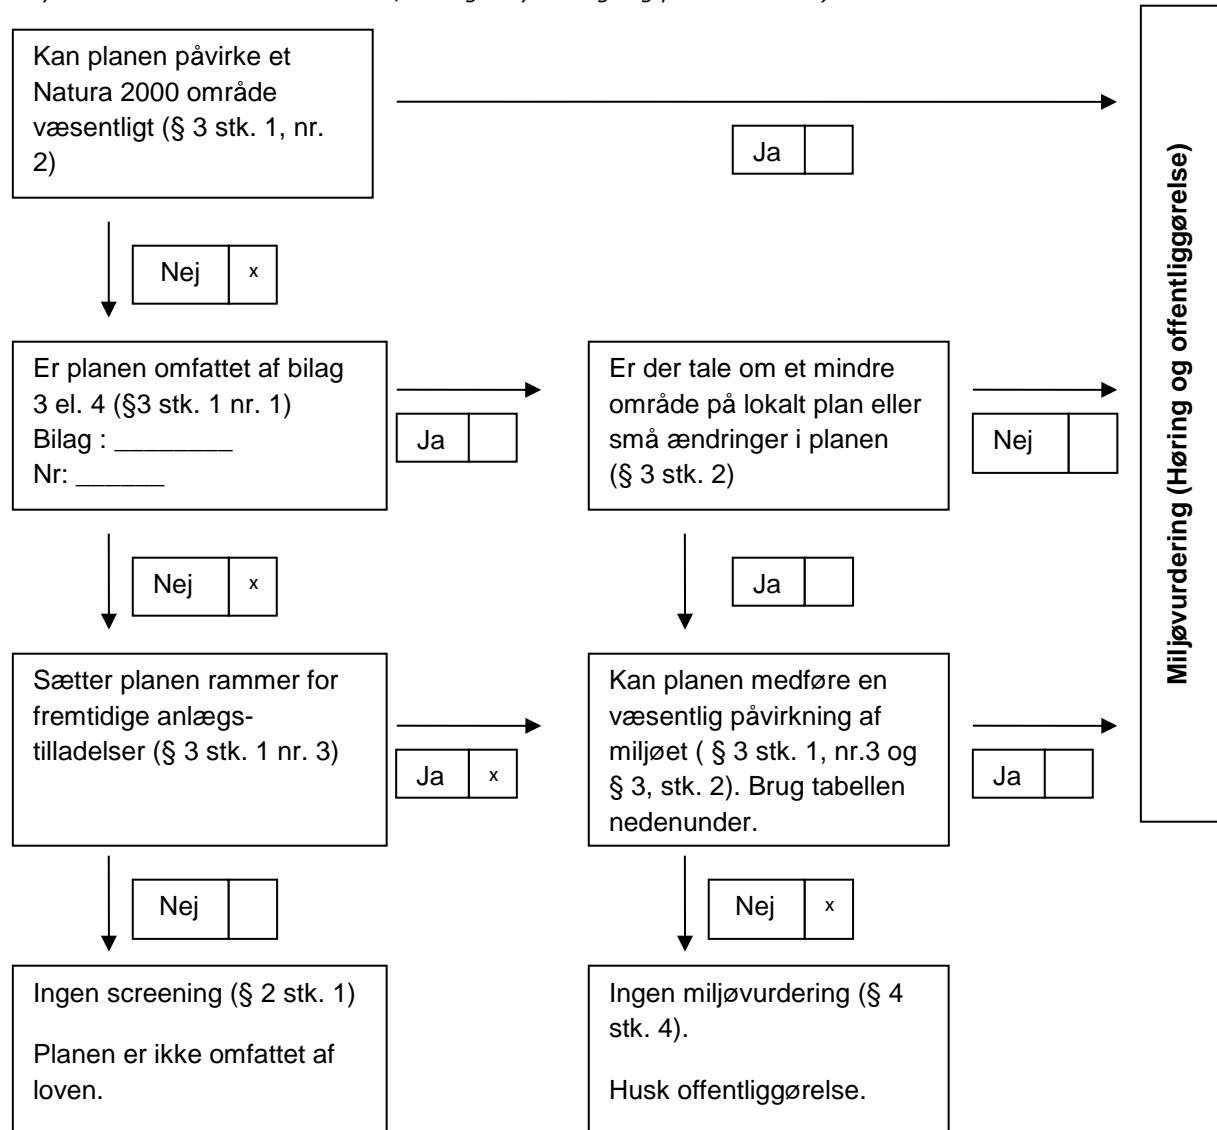 Kan planen påvirke et
Natura 2000 område
væsentligt (§ 3 stk. 1, nr.
2)
Ja
Nej x
Er planen omfattet af bilag
3 el. 4 (§3 stk. 1 nr. 1)
Bilag : ________
Nr: ______
Ja
Er der tale om et mindre
område på lokalt plan eller
små ændringer i planen
(§ 3 stk. 2)
Nej
Nej x
Ja
Sætter planen rammer for
fremtidige anlægs-
tilladelser (§ 3 stk. 1 nr. 3)
Ja x
Kan planen medføre en
væsentlig påvirkning af
miljøet ( § 3 stk. 1, nr.3 og
§ 3, stk. 2). Brug tabellen
nedenunder.
Ja
Nej
Nej x
Ingen screening (§ 2 stk. 1)
Planen er ikke omfattet af
loven.
Ingen miljøvurdering (§ 4
stk. 4).
Husk offentliggørelse.
Miljøvurdering (Høring og offentliggørelse)